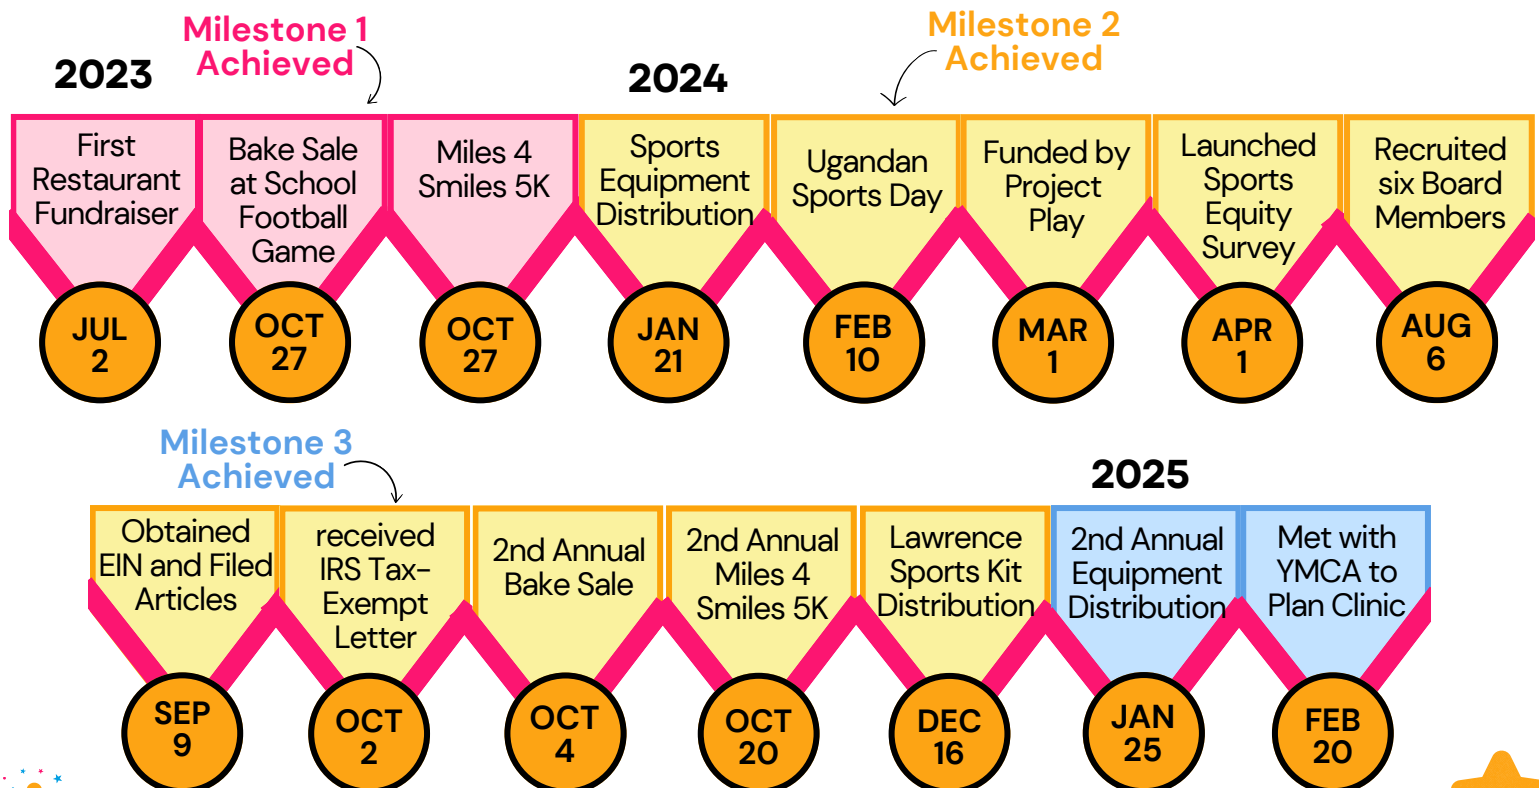 Milestone 1
Achieved
Milestone 2
Achieved
2023
2024
First
Restaurant
Fundraiser
Bake Sale
at School
Football
Game
Miles 4
Smiles 5K
Sports
Equipment
Distribution
Ugandan
Sports Day
Funded by
Project
Play
Launched
Sports
Equity
Survey
Recruited
six Board
Members
JUL
2
OCT
27
OCT
27
JAN
21
FEB
10
MAR
1
APR
1
AUG
6
Milestone 3
Achieved
2025
Obtained
EIN and Filed
Articles
received
IRS Tax-
Exempt
Letter
2nd Annual
Bake Sale
2nd Annual
Miles 4
Smiles 5K
Lawrence
Sports Kit
Distribution
2nd Annual
Equipment
Distribution
Met with
YMCA to
Plan Clinic
SEP
9
OCT
2
OCT
4
OCT
20
DEC
16
JAN
25
FEB
20